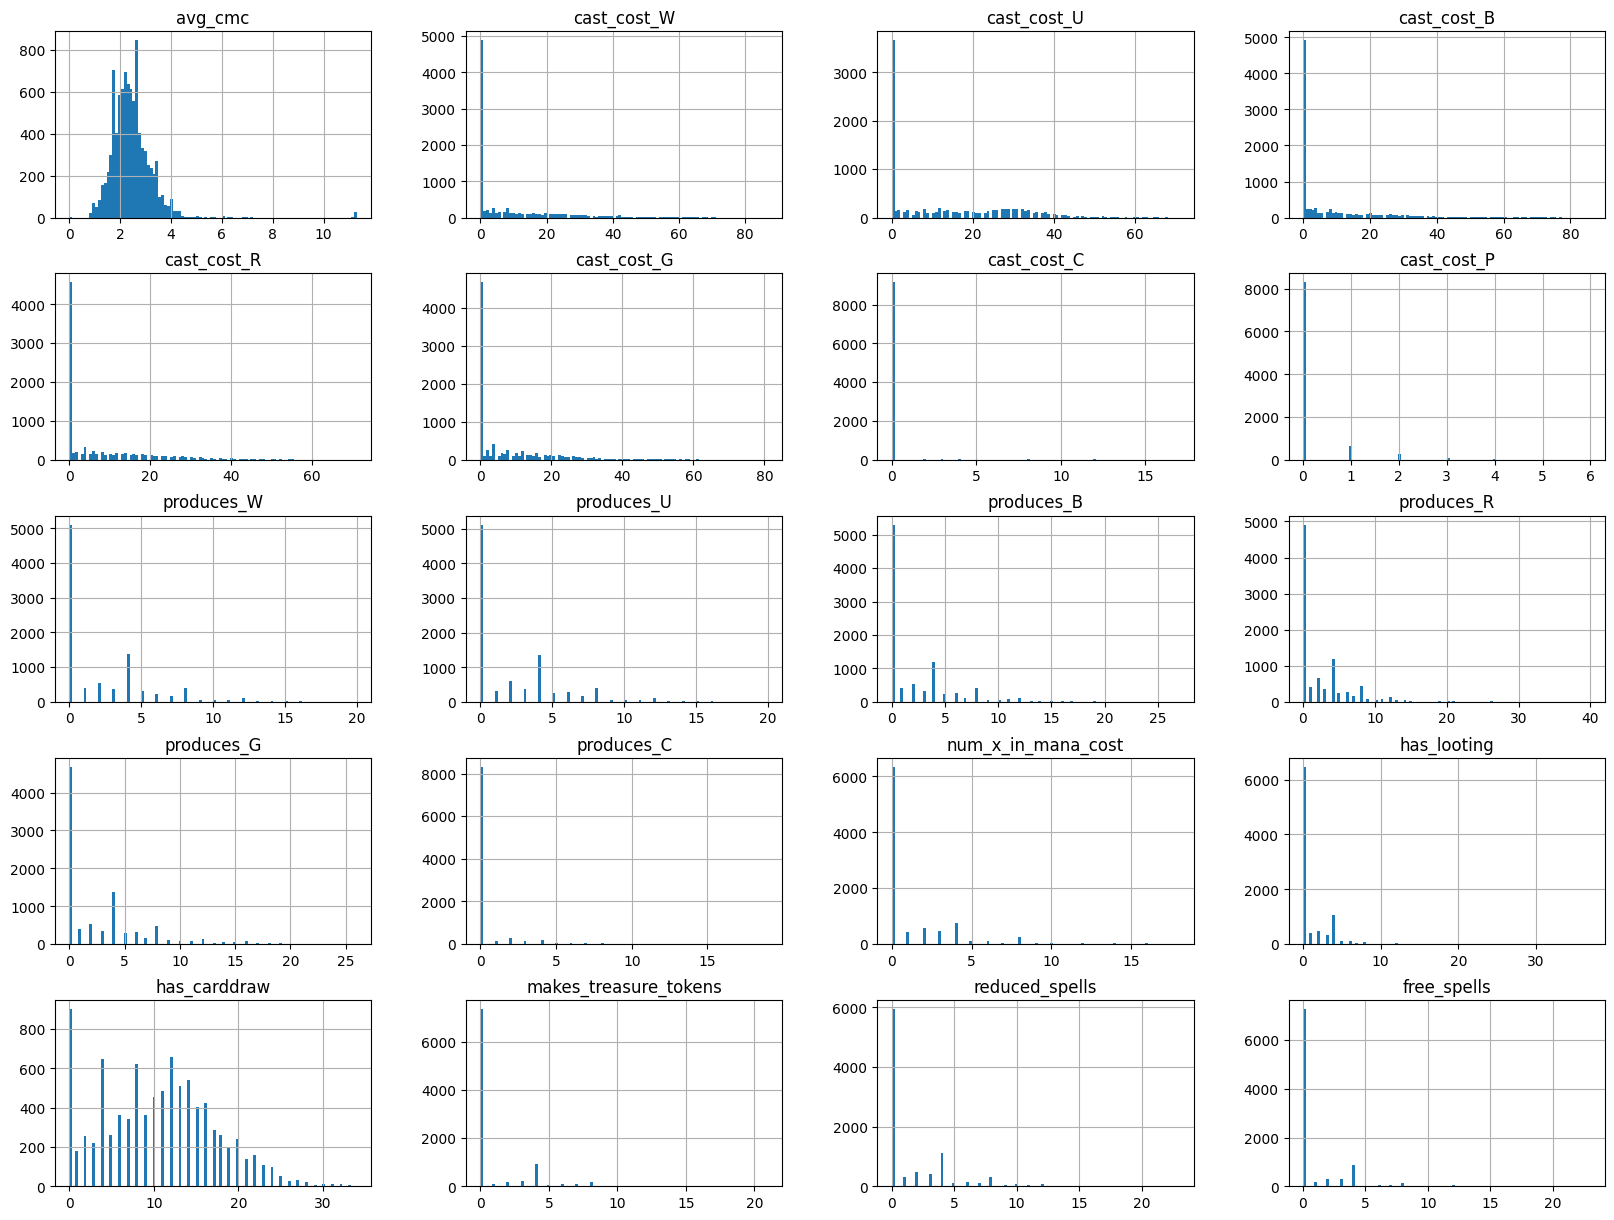 avg_cmc cast_cost_W cast_cost_U cast_cost_B
800 600 400 200 0
0 2 4 6 8 10
5000 4000 3000 2000 1000 0
0 20 40 60 80
3000 2000 1000 0
0 20 40 60
5000 4000 3000 2000 1000 0
0 20 40 60 80
cast_cost_R cast_cost_G cast_cost_C cast_cost_P
4000 3000 2000 1000 0
0 20 40 60
4000 3000 2000 1000 0
0 20 40 60 80
8000 6000 4000 2000 0
0 5 10 15
8000 6000 4000 2000 0
0 1 2 3 4 5 6
produces_W produces_U produces_B produces_R
5000 4000 3000 2000 1000 0
0 5 10 15 20
5000 4000 3000 2000 1000 0
0 5 10 15 20
5000 4000 3000 2000 1000 0
0 5 10 15 20 25
5000 4000 3000 2000 1000 0
0 10 20 30 40
produces_G produces_C num_x_in_mana_cost has_looting
4000 3000 2000 1000 0
0 5 10 15 20 25
8000 6000 4000 2000 0
0 5 10 15
6000 4000 2000 0
0 5 10 15
6000 4000 2000 0
0 10 20 30
has_carddraw makes_treasure_tokens reduced_spells free_spells
800 600 400 200 0
0 10 20 30
6000 4000 2000 0
0 5 10 15 20
6000 5000 4000 3000 2000 1000 0
0 5 10 15 20
6000 4000 2000 0
0 5 10 15 20